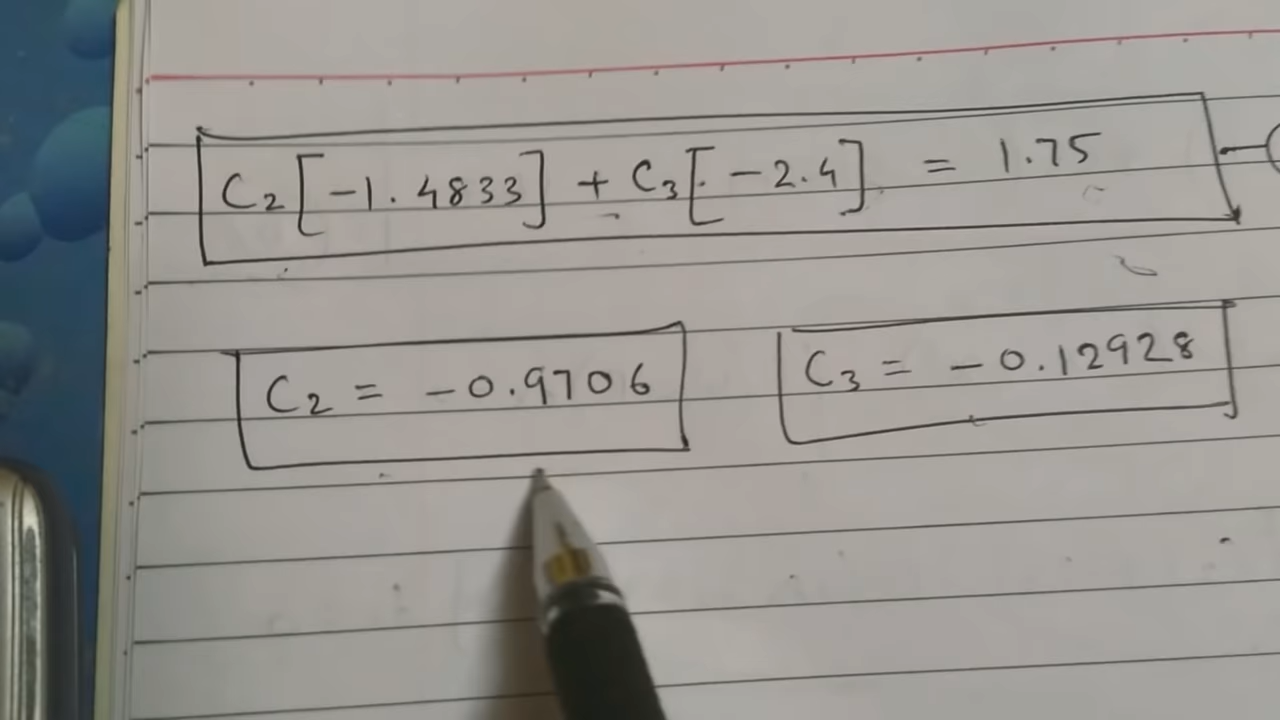 C₂[-1.4833] + C₃[-2.4] = 1.75
C₂ = -0.9706 C₃ = -0.12928